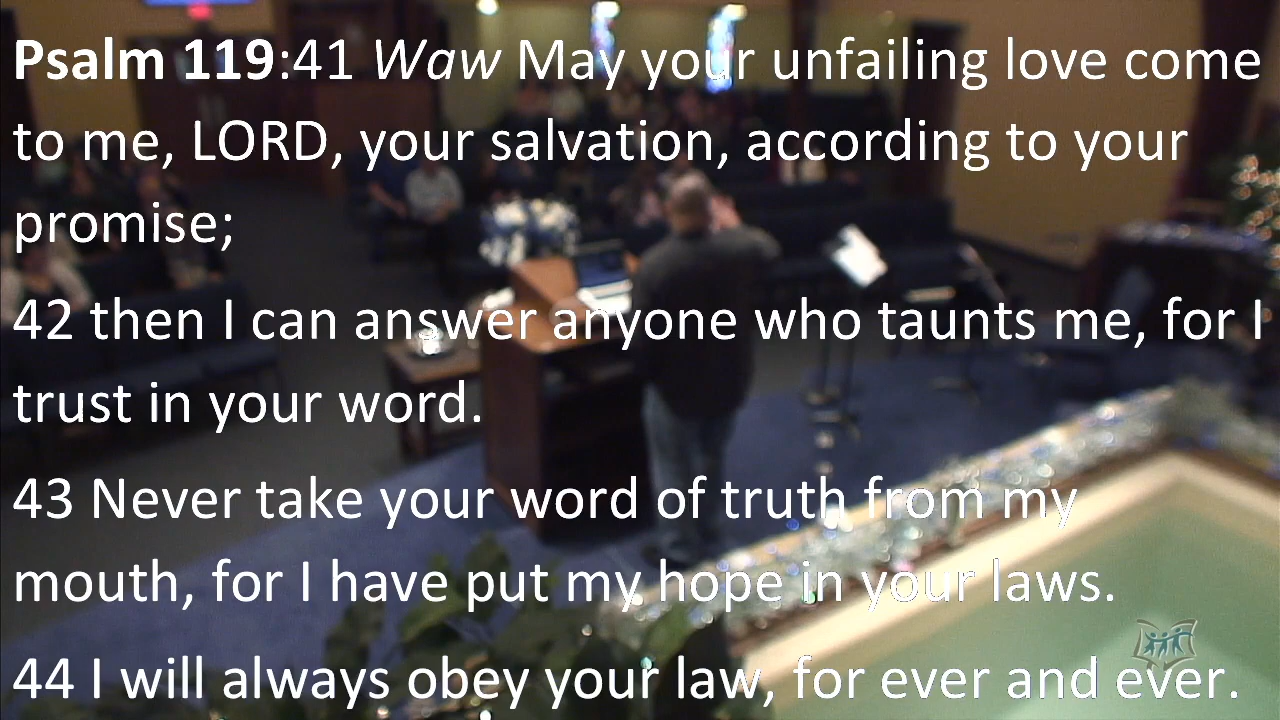 Psalm 119:41 Waw May your unfailing love come
to me, LORD, your salvation, according to your
promise;
42 then I can answer anyone who taunts me, for I
trust in your word.
43 Never take your word of truth from my
mouth, for I have put my hope in your laws.
44 I will always obey your law, for ever and ever.